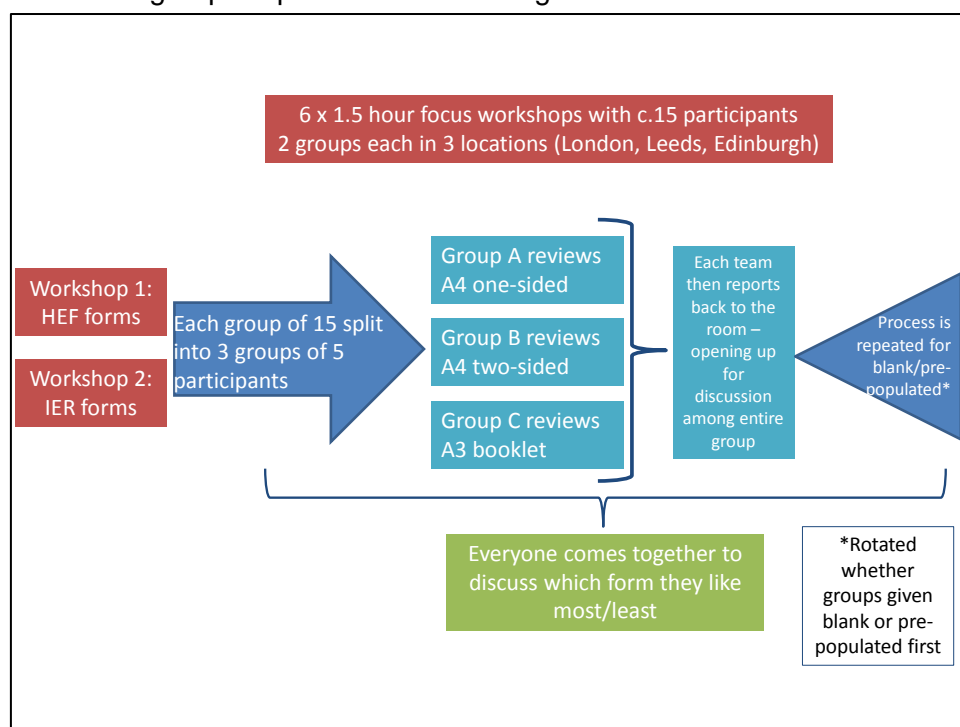 6 x 1.5 hour focus workshops with c.15 participants
2 groups each in 3 locations (London, Leeds, Edinburgh)
Workshop 1:
HEF forms
Workshop 2:
IER forms
Each group of 15 split
into 3 groups of 5
participants
Group A reviews
A4 one-sided
Group B reviews
A4 two-sided
Group C reviews
A3 booklet
Each team
then reports
back to the
room –
opening up
for
discussion
among entire
group
Process is
repeated for
blank/pre-
populated*
Everyone comes together to
discuss which form they like
most/least
*Rotated
whether
groups given
blank or pre-
populated first